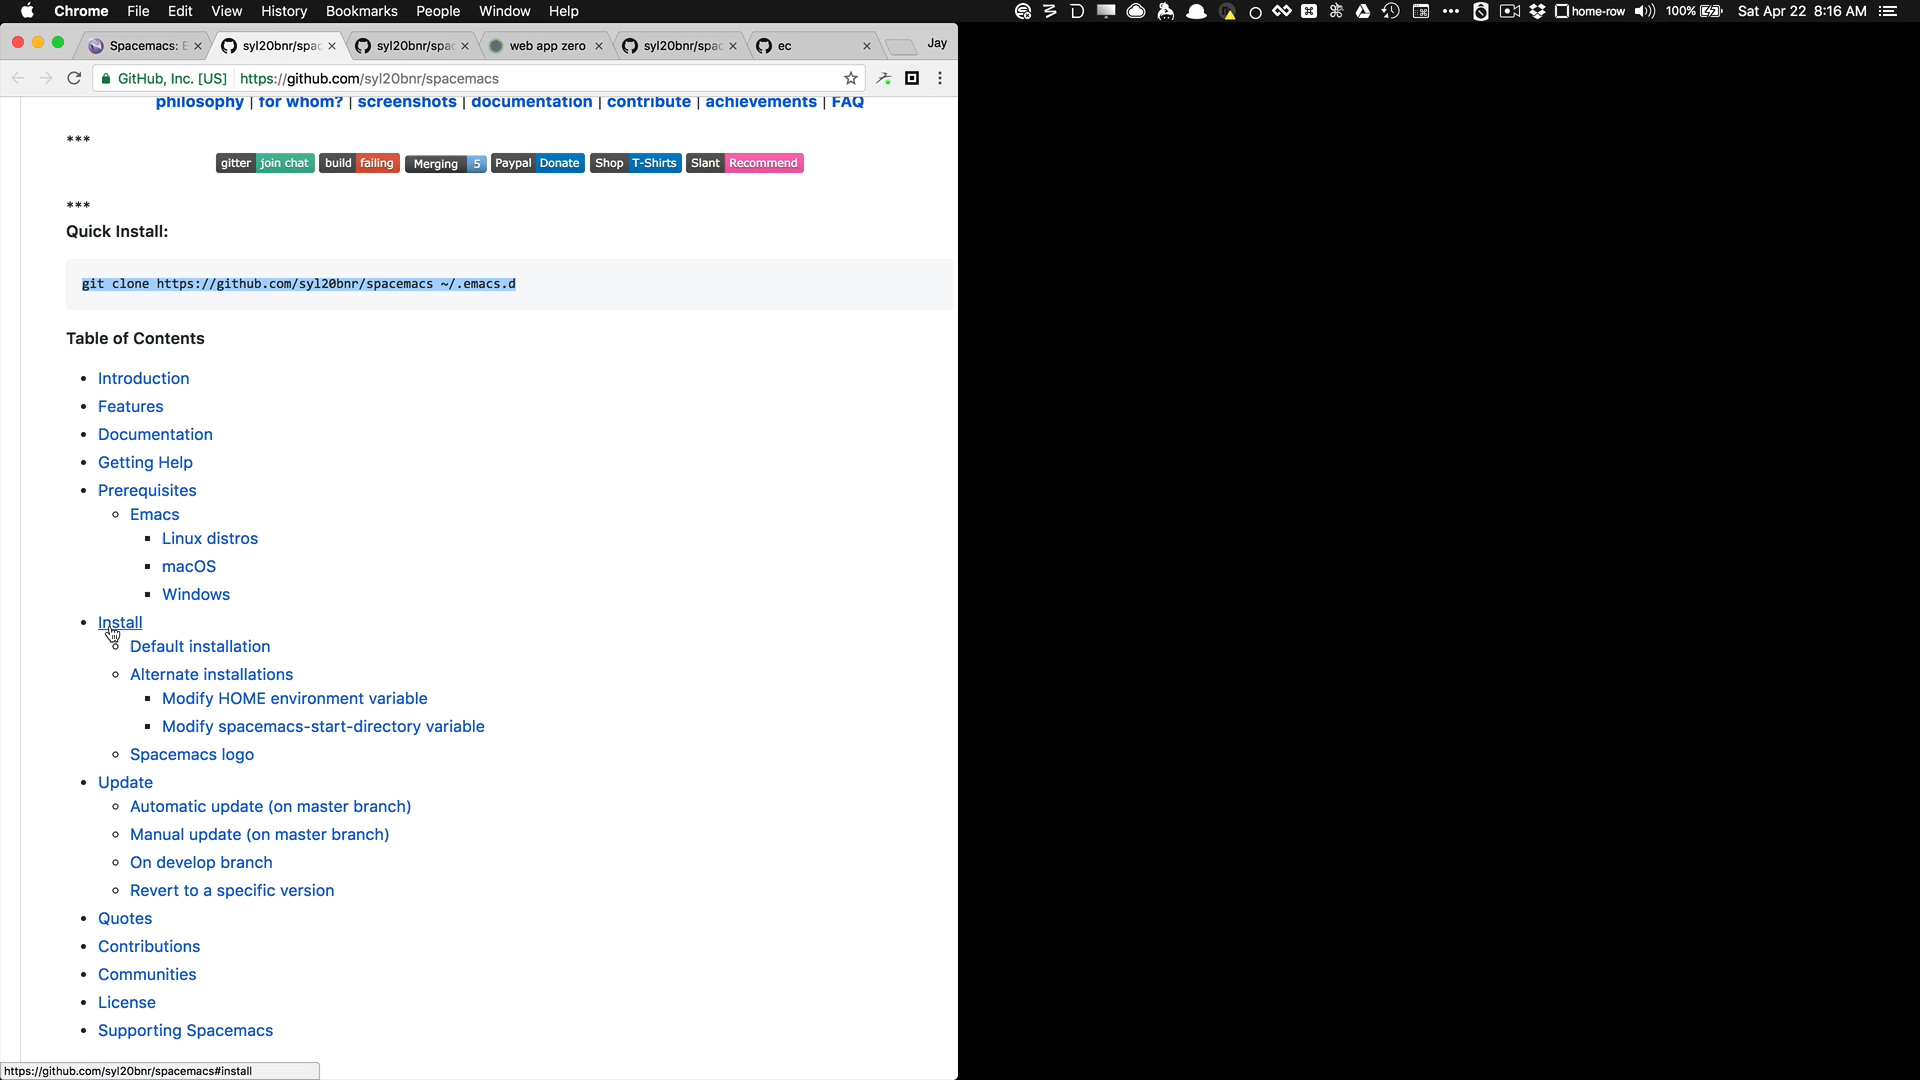 Chrome File Edit View History Bookmarks People Window Help home-row 100% Sat Apr 22 8:16 AM
Spacemacs: E syl20bnr/spac syl20bnr/spac web app zero syl20bnr/spac ec Jay
GitHub, Inc. [US] https://github.com/syl20bnr/spacemacs
philosophy | for whom? | screenshots | documentation | contribute | achievements | FAQ
***
gitter join chat build failing Merging 5 Paypal Donate Shop T-Shirts Slant Recommend
***
Quick Install:
git clone https://github.com/syl20bnr/spacemacs ~/.emacs.d
Table of Contents
Introduction
Features
Documentation
Getting Help
Prerequisites
Emacs
Linux distros
macOS
Windows
Install
Default installation
Alternate installations
Modify HOME environment variable
Modify spacemacs-start-directory variable
Spacemacs logo
Update
Automatic update (on master branch)
Manual update (on master branch)
On develop branch
Revert to a specific version
Quotes
Contributions
Communities
License
Supporting Spacemacs
https://github.com/syl20bnr/spacemacs#install